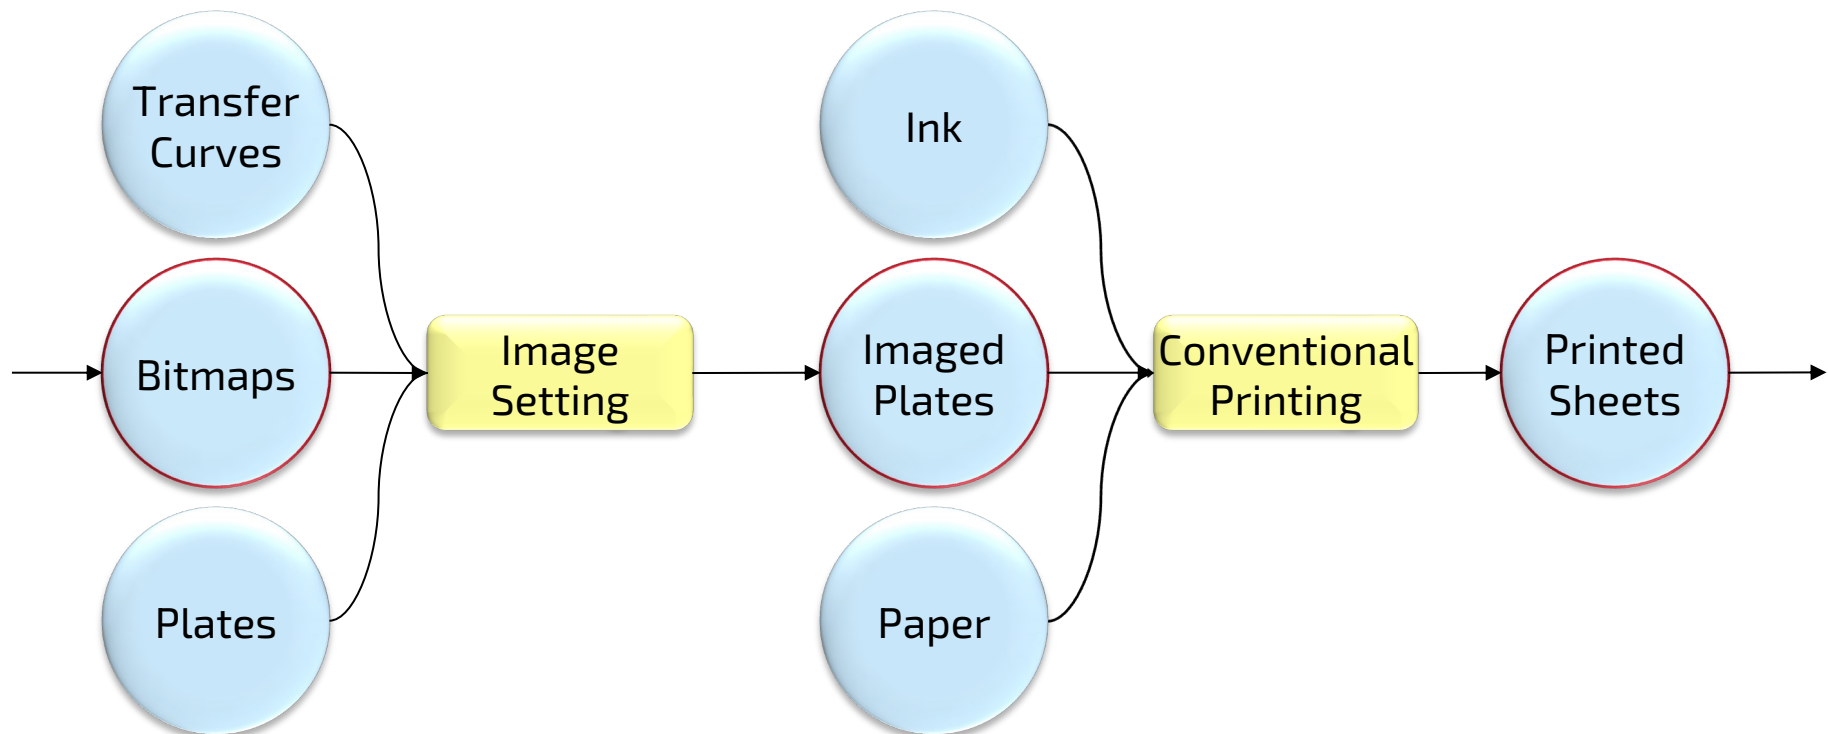 Transfer
Curves
Bitmaps
Plates
Image
Setting
Ink
Imaged
Plates
Paper
Conventional
Printing
Printed
Sheets